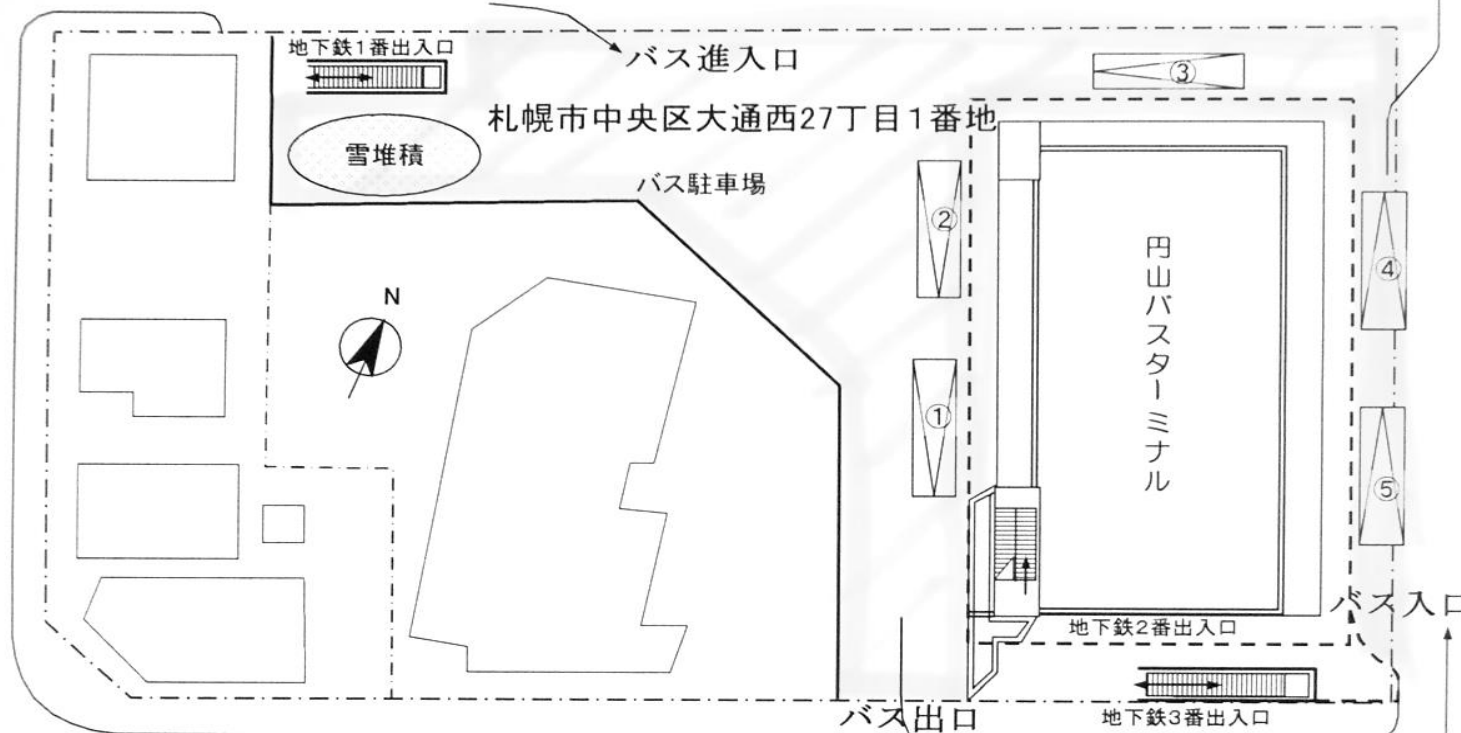 地下鉄1番出入口
バス進入口
③
札幌市中央区大通西27丁目1番地
雪堆積
バス駐車場
②
円山バスターミナル
④
N
①
⑤
バス入口
地下鉄2番出入口
バス出口
地下鉄3番出入口